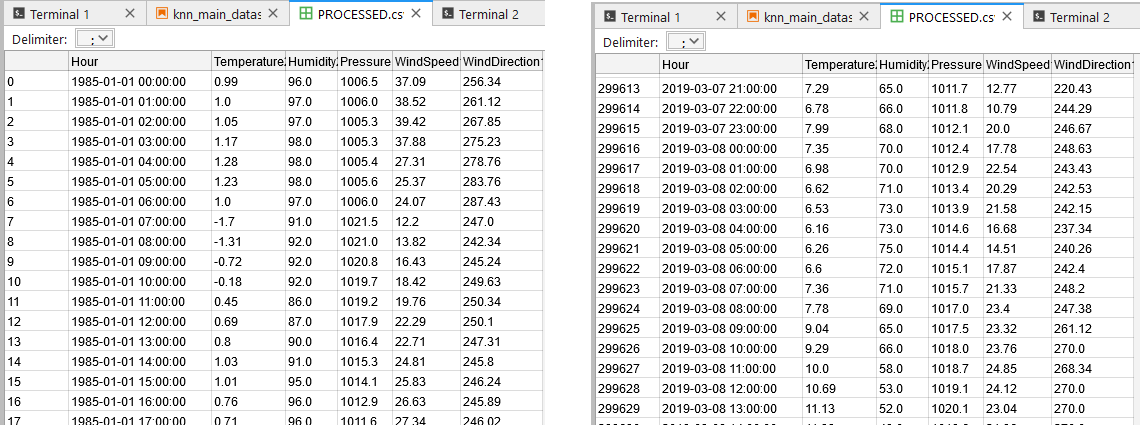 Terminal 1 knn_main_datas PROCESSED.cs Terminal 2
Delimiter: ;
Hour Temperature Humidity Pressure WindSpeed WindDirection
0 1985-01-01 00:00:00 0.99 96.0 1006.5 37.09 256.34
1 1985-01-01 01:00:00 1.0 97.0 1006.0 38.52 261.12
2 1985-01-01 02:00:00 1.05 97.0 1005.3 39.42 267.85
3 1985-01-01 03:00:00 1.17 98.0 1005.3 37.88 275.23
4 1985-01-01 04:00:00 1.28 98.0 1005.4 27.31 278.76
5 1985-01-01 05:00:00 1.23 98.0 1005.6 25.37 283.76
6 1985-01-01 06:00:00 1.0 97.0 1006.0 24.07 287.43
7 1985-01-01 07:00:00 -1.7 91.0 1021.5 12.2 247.0
8 1985-01-01 08:00:00 -1.31 92.0 1021.0 13.82 242.34
9 1985-01-01 09:00:00 -0.72 92.0 1020.8 16.43 245.24
10 1985-01-01 10:00:00 -0.18 92.0 1019.7 18.42 249.63
11 1985-01-01 11:00:00 0.45 86.0 1019.2 19.76 250.34
12 1985-01-01 12:00:00 0.69 87.0 1017.9 22.29 250.1
13 1985-01-01 13:00:00 0.8 90.0 1016.4 22.71 247.31
14 1985-01-01 14:00:00 1.03 91.0 1015.3 24.81 245.8
15 1985-01-01 15:00:00 1.01 95.0 1014.1 25.83 246.24
16 1985-01-01 16:00:00 0.76 96.0 1012.9 26.63 245.89
17 1985-01-01 17:00:00 0.71 96.0 1011.6 27.34 246.02
Terminal 1 knn_main_datas PROCESSED.cs Terminal 2
Delimiter: ;
Hour Temperature Humidity Pressure WindSpeed WindDirection
299613 2019-03-07 21:00:00 7.29 65.0 1011.7 12.77 220.43
299614 2019-03-07 22:00:00 6.78 66.0 1011.8 10.79 244.29
299615 2019-03-07 23:00:00 7.99 68.0 1012.1 20.0 246.67
299616 2019-03-08 00:00:00 7.35 70.0 1012.4 17.78 248.63
299617 2019-03-08 01:00:00 6.98 70.0 1012.9 22.54 243.43
299618 2019-03-08 02:00:00 6.62 71.0 1013.4 20.29 242.53
299619 2019-03-08 03:00:00 6.53 73.0 1013.9 21.58 242.15
299620 2019-03-08 04:00:00 6.16 73.0 1014.6 16.68 237.34
299621 2019-03-08 05:00:00 6.26 75.0 1014.4 14.51 240.26
299622 2019-03-08 06:00:00 6.6 72.0 1015.1 17.87 242.4
299623 2019-03-08 07:00:00 7.36 71.0 1015.7 21.33 248.2
299624 2019-03-08 08:00:00 7.78 69.0 1017.0 23.4 247.38
299625 2019-03-08 09:00:00 9.04 65.0 1017.5 23.32 261.12
299626 2019-03-08 10:00:00 9.29 66.0 1018.0 23.76 270.0
299627 2019-03-08 11:00:00 10.0 58.0 1018.7 24.85 268.34
299628 2019-03-08 12:00:00 10.69 53.0 1019.1 24.12 270.0
299629 2019-03-08 13:00:00 11.13 52.0 1020.1 23.04 270.0